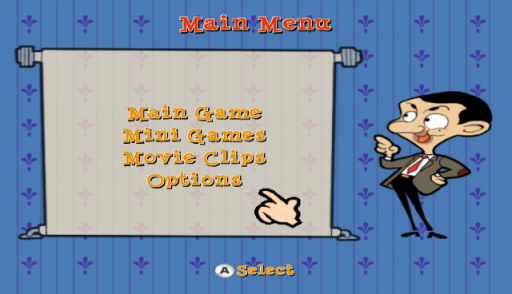 Main Menu
Main Game
Mini Games
Movie Clips
Options
A Select